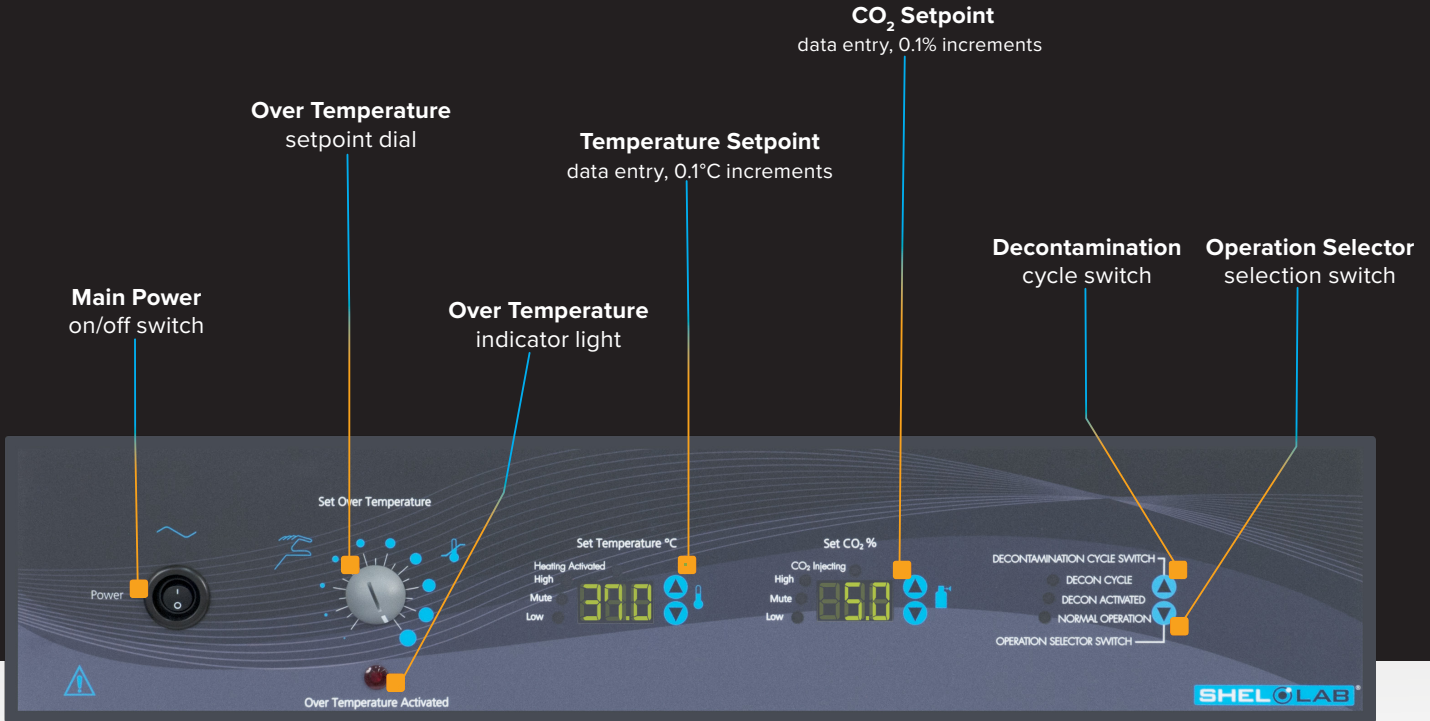 CO₂ Setpoint
data entry, 0.1% increments
Over Temperature
setpoint dial
Temperature Setpoint
data entry, 0.1°C increments
Decontamination
cycle switch
Operation Selector
selection switch
Main Power
on/off switch
Over Temperature
indicator light
Set Over Temperature
Set Temperature ºC
Set CO₂ %
Heating Activated
High
Mute
Low
37.0
CO₂ Injecting
High
Mute
Low
5.0
DECONTAMINATION CYCLE SWITCH
DECON CYCLE
DECON ACTIVATED
NORMAL OPERATION
OPERATION SELECTOR SWITCH
Power
I
O
Over Temperature Activated
SHEL LAB®